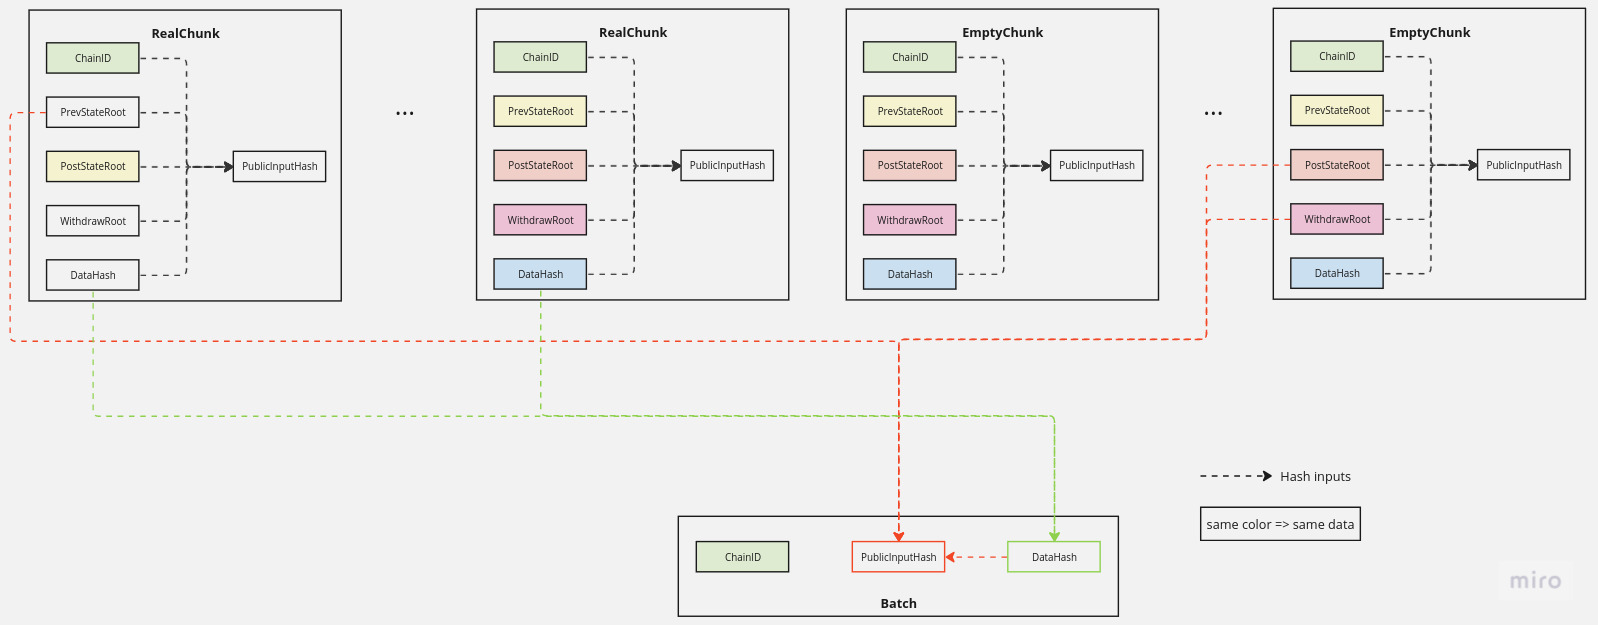 RealChunk
ChainID
PrevStateRoot
PostStateRoot
WithdrawRoot
DataHash
PublicInputHash
...
RealChunk
ChainID
PrevStateRoot
PostStateRoot
WithdrawRoot
DataHash
PublicInputHash
EmptyChunk
ChainID
PrevStateRoot
PostStateRoot
WithdrawRoot
DataHash
PublicInputHash
...
EmptyChunk
ChainID
PrevStateRoot
PostStateRoot
WithdrawRoot
DataHash
PublicInputHash
Hash inputs
same color => same data
ChainID
PublicInputHash
DataHash
Batch
miro